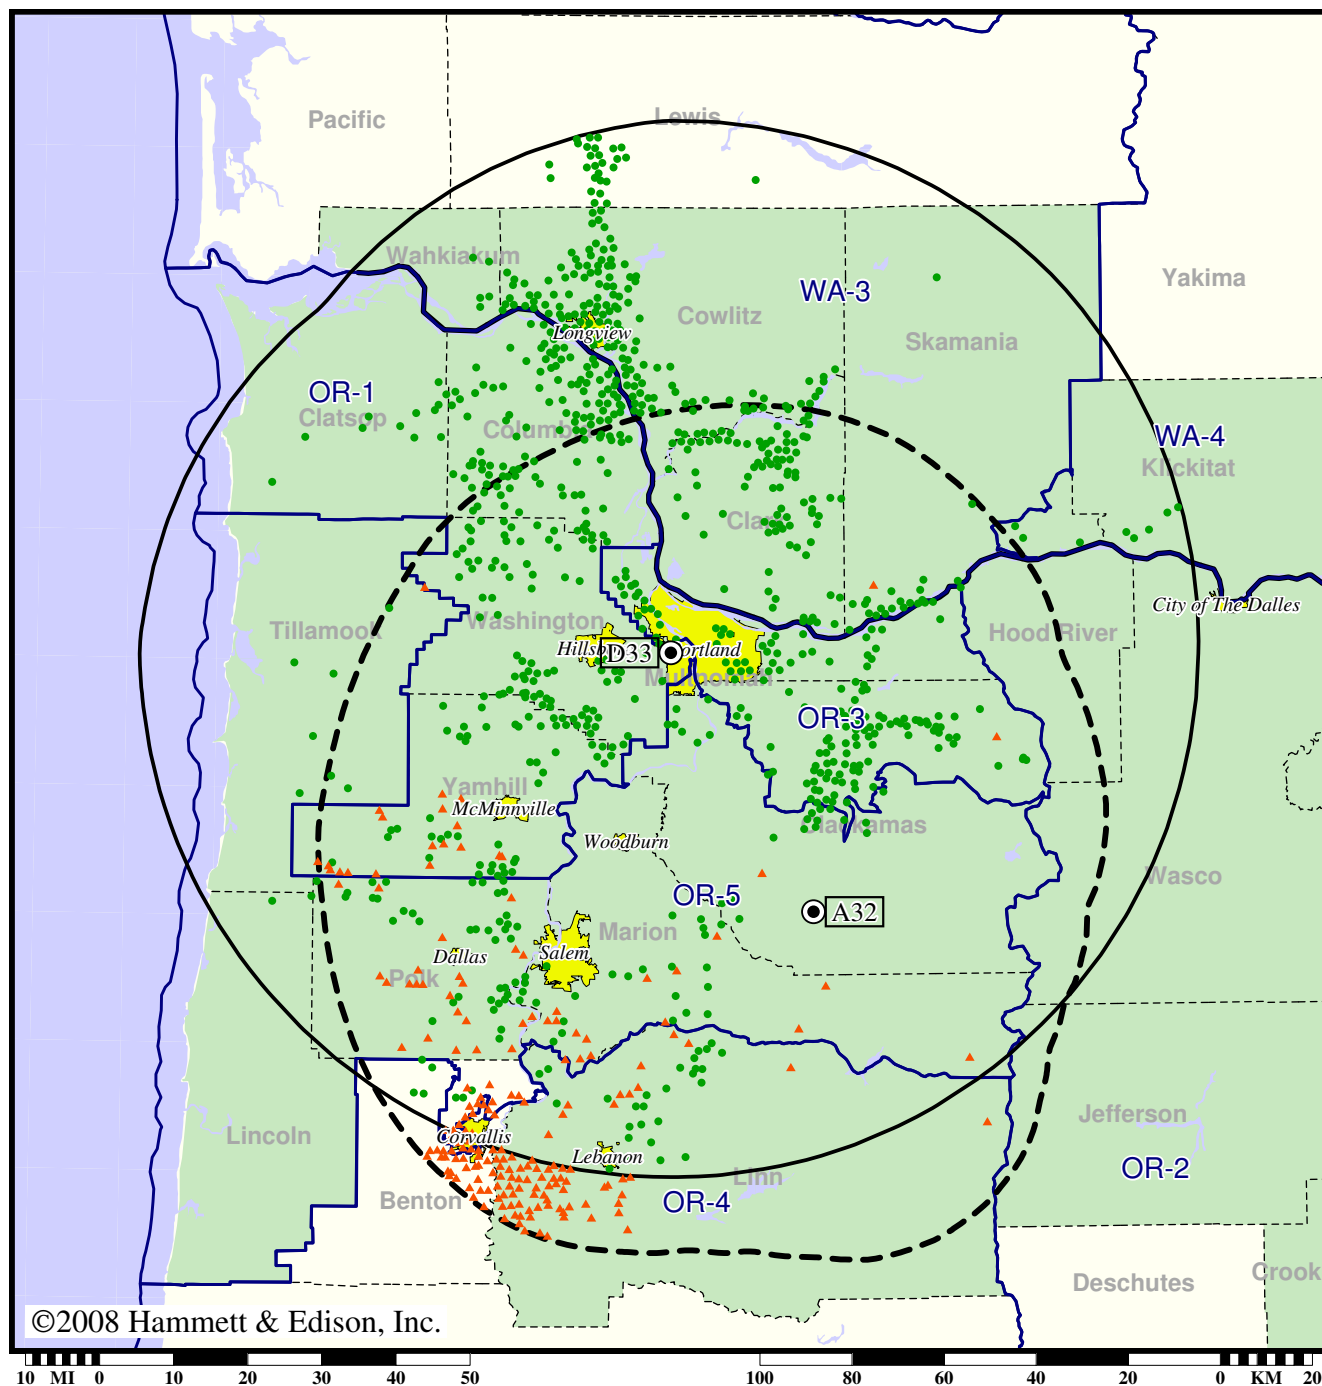 Pacific
Lewis
Wahkiakum
WA-3
Yakima
Cowlitz
Longview
Skamania
OR-1
Clatsop
WA-4
Klickitat
City of The Dalles
Washington
Tillamook
Hood River
D33
Multnomah
OR-3
Yamhill
McMinnville
Woodburn
Clackamas
Wasco
OR-5
A32
Marion
Salem
Dallas
Polk
Jefferson
Lincoln
Corvallis
Lebanon
OR-2
Linn
OR-4
Benton
Deschutes
Crook
©2008 Hammett & Edison, Inc.
10 MI 0 10 20 30 40 50 100 80 60 40 20 0 KM 20